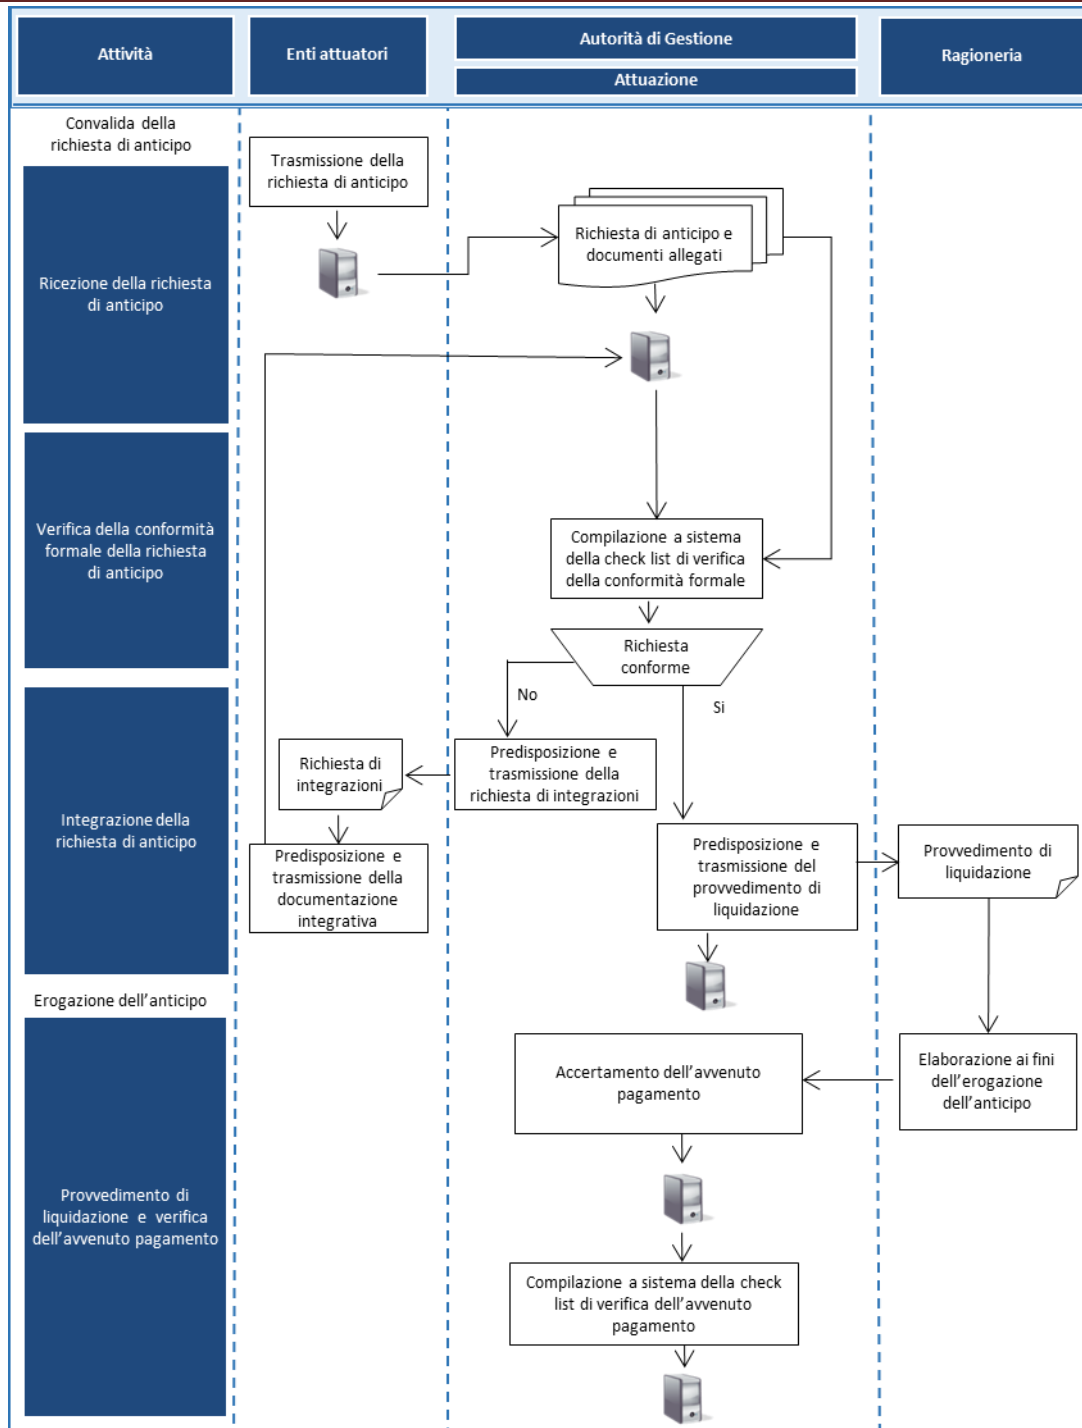 Attività
Enti attuatori
Autorità di Gestione
Attuazione
Ragioneria
Convalida della
richiesta di anticipo
Trasmissione della
richiesta di anticipo
Richiesta di anticipo e
documenti allegati
Ricezione della richiesta
di anticipo
Verifica della conformità
formale della richiesta
di anticipo
Compilazione a sistema
della check list di verifica
della conformità formale
Richiesta
conforme
No
Si
Predisposizione e
trasmissione della
richiesta di integrazioni
Richiesta di
integrazioni
Integrazione della
richiesta di anticipo
Predisposizione e
trasmissione della
documentazione
integrativa
Predisposizione e
trasmissione del
provvedimento di
liquidazione
Provvedimento di
liquidazione
Erogazione dell’anticipo
Accertamento dell’avvenuto
pagamento
Elaborazione ai fini
dell’erogazione
dell’anticipo
Provvedimento di
liquidazione e verifica
dell’avvenuto pagamento
Compilazione a sistema della check
list di verifica dell’avvenuto
pagamento